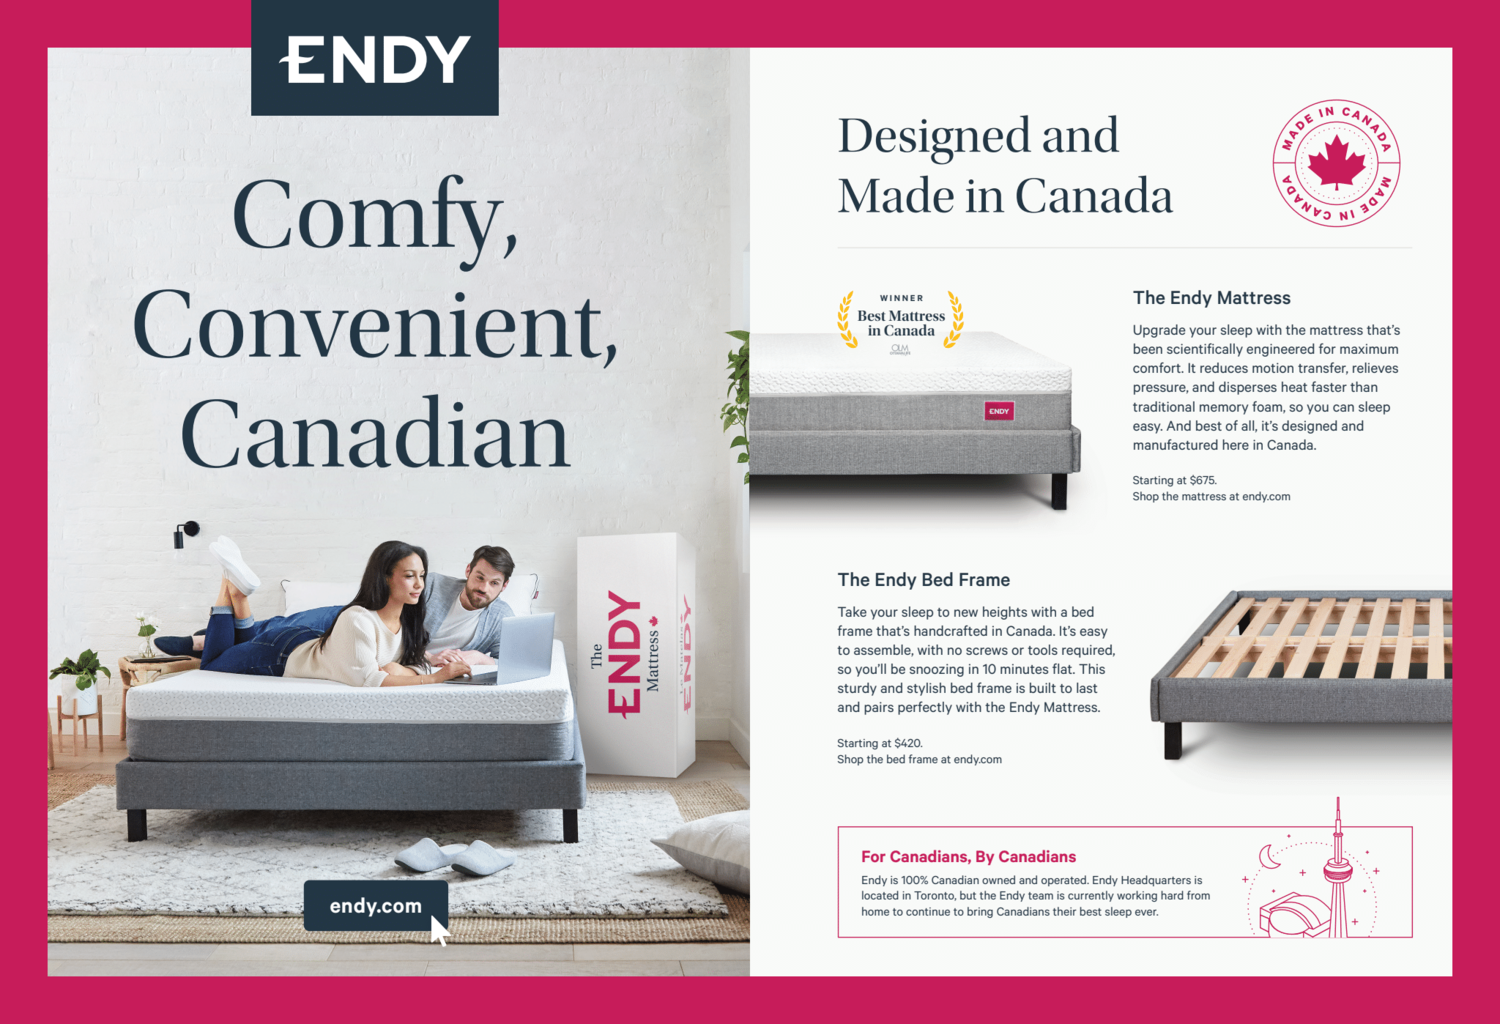 ENDY
Comfy,
Convenient,
Canadian
The
ENDY
Mattress
ENDY
endy.com
Designed and
Made in Canada
MADE IN CANADA
MADE IN CANADA
WINNER
Best Mattress
in Canada
ENDY
The Endy Mattress
Upgrade your sleep with the mattress that's
been scientifically engineered for maximum
comfort. It reduces motion transfer, relieves
pressure, and disperses heat faster than
traditional memory foam, so you can sleep
easy. And best of all, it's designed and
manufactured here in Canada.
Starting at $675.
Shop the mattress at endy.com
The Endy Bed Frame
Take your sleep to new heights with a bed
frame that's handcrafted in Canada. It's easy
to assemble, with no screws or tools required,
so you'll be snoozing in 10 minutes flat. This
sturdy and stylish bed frame is built to last
and pairs perfectly with the Endy Mattress.
Starting at $420.
Shop the bed frame at endy.com
For Canadians, By Canadians
Endy is 100% Canadian owned and operated. Endy Headquarters is
located in Toronto, but the Endy team is currently working hard from
home to continue to bring Canadians their best sleep ever.